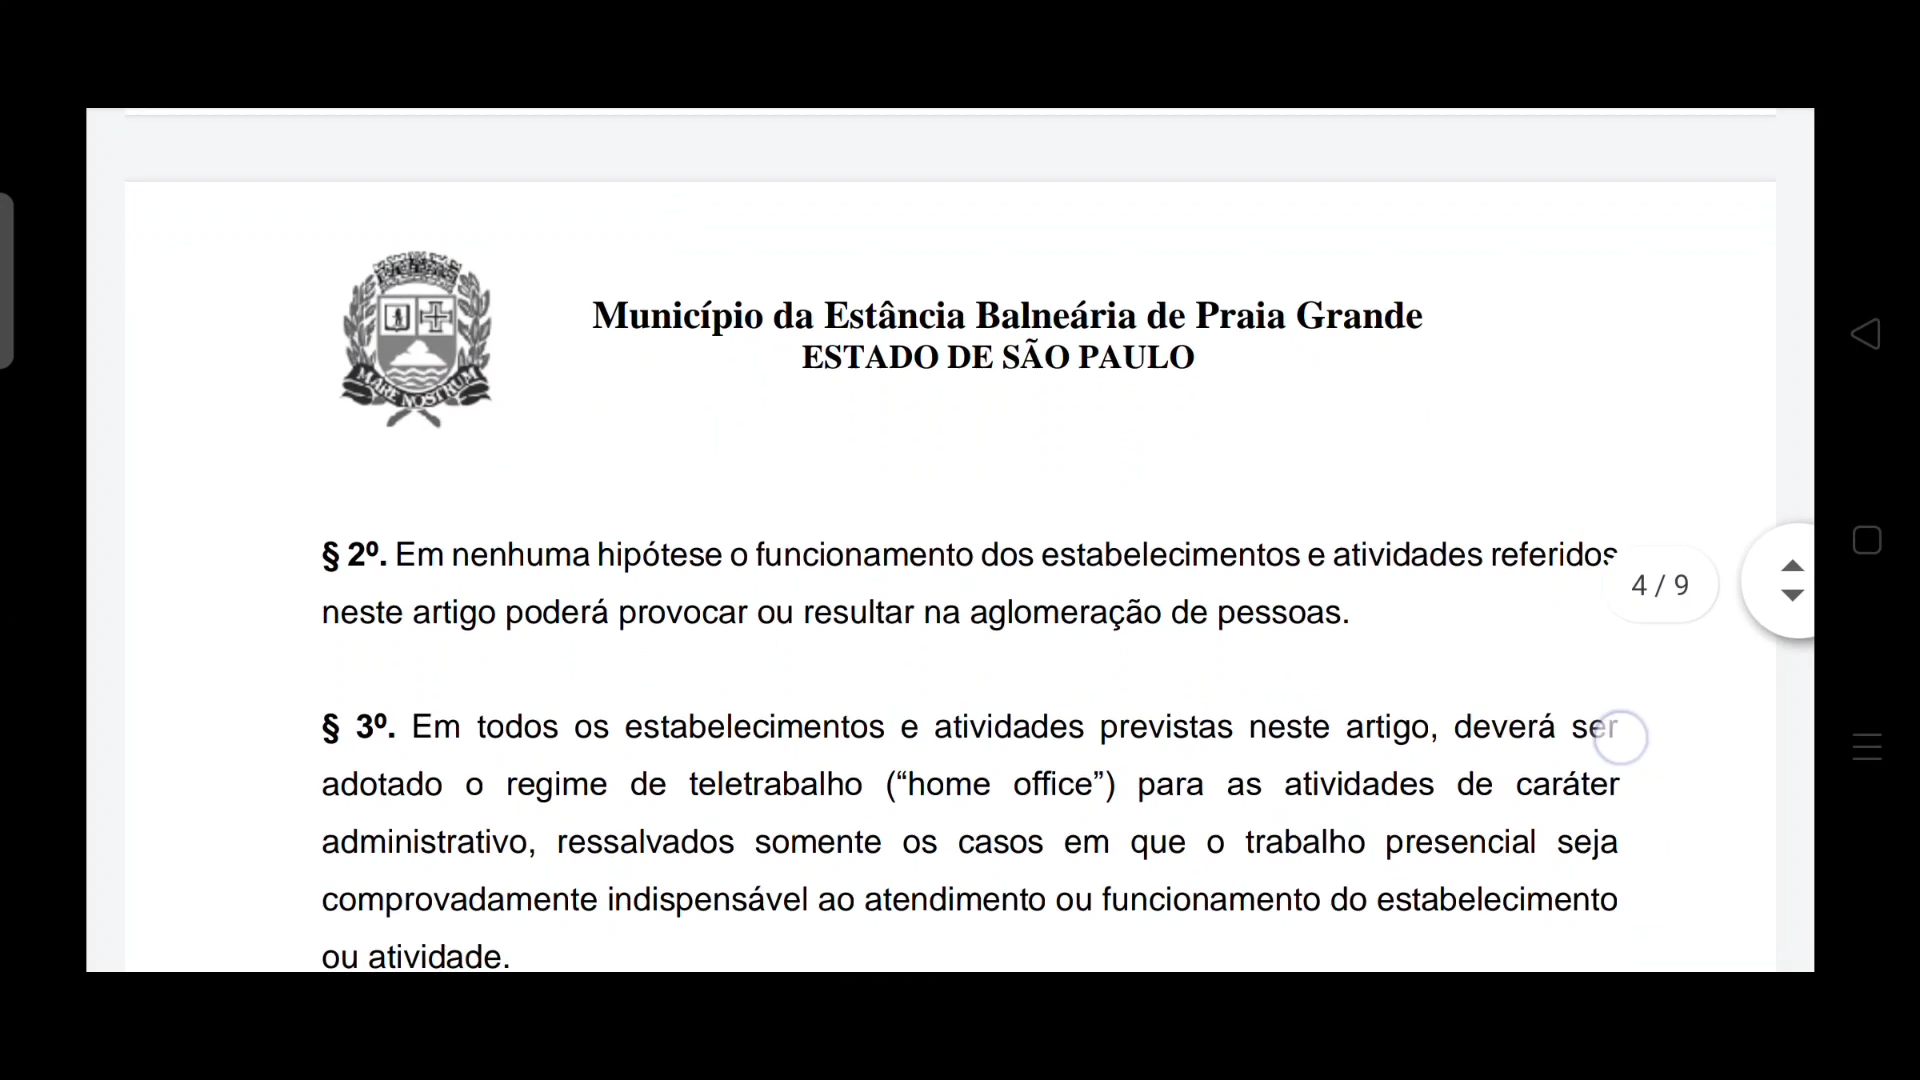 MARE NOSTRUM
Município da Estância Balneária de Praia Grande
ESTADO DE SÃO PAULO
§ 2º. Em nenhuma hipótese o funcionamento dos estabelecimentos e atividades referidos
neste artigo poderá provocar ou resultar na aglomeração de pessoas.
4 / 9
§ 3º. Em todos os estabelecimentos e atividades previstas neste artigo, deverá ser
adotado o regime de teletrabalho (“home office”) para as atividades de caráter
administrativo, ressalvados somente os casos em que o trabalho presencial seja
comprovadamente indispensável ao atendimento ou funcionamento do estabelecimento
ou atividade.